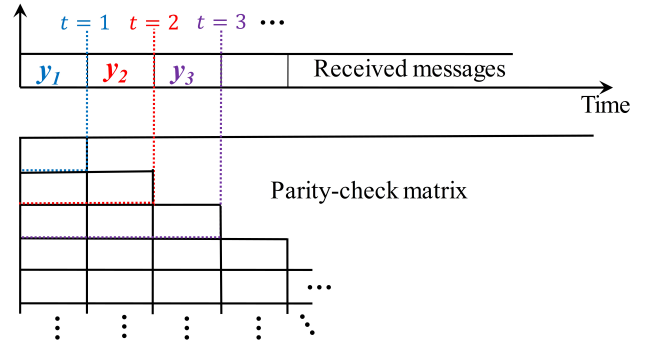 t = 1 t = 2 t = 3 ...
y1 y2 y3 Received messages
Time
Parity-check matrix